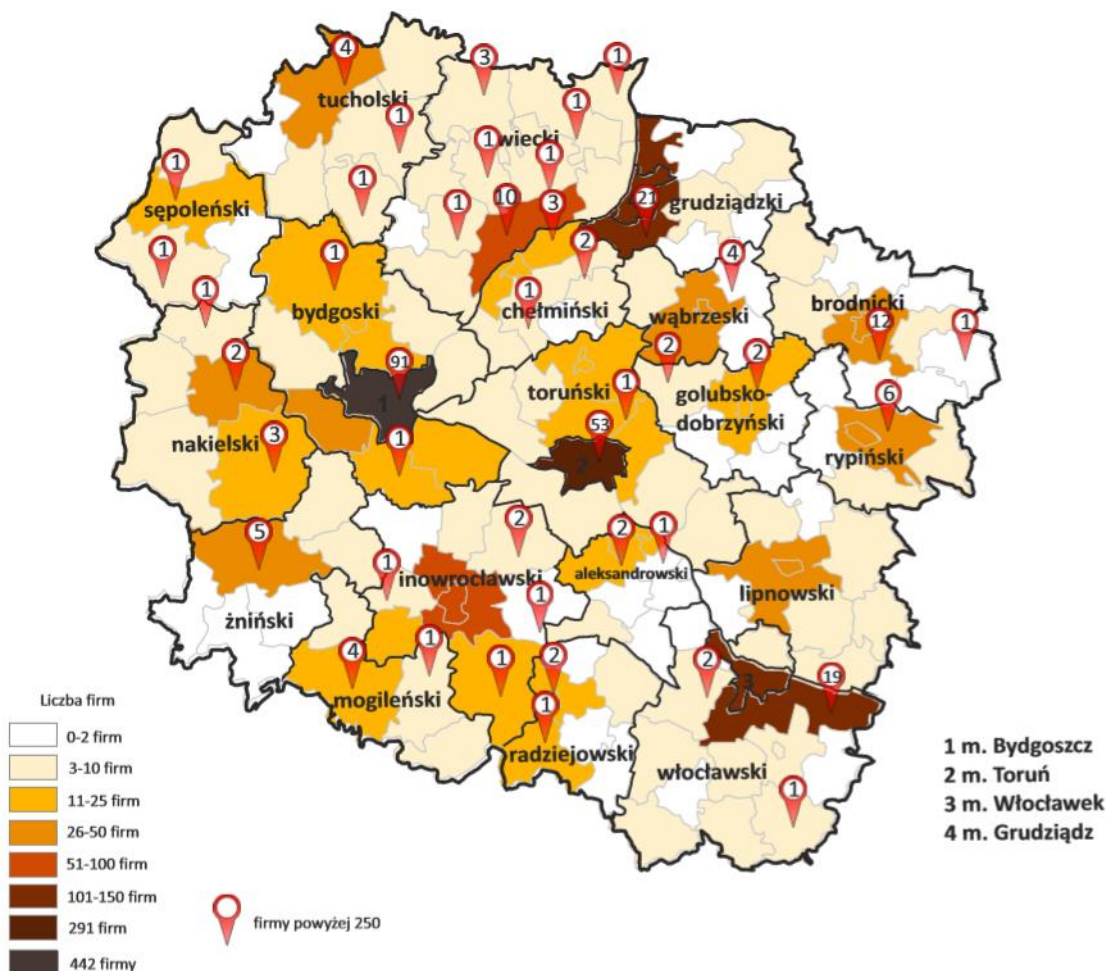 4
3
1
tucholski
1
1
1
wiecki
1
1
1
1
sępoleński
1
10
3
21
grudziądzki
1
1
2
4
1
bydgoski
1
chełmiński
wąbrzeski
brodnicki
12
1
2
91
2
2
1
toruński
1
golubsko-
dobrzyński
6
nakielski
3
1
53
2
rypiński
5
2
2
1
1
inowrocławski
aleksandrowski
lipnowski
żniński
1
4
1
1
2
2
19
3
mogileński
1
radziejowski
włocławski
1
Liczba firm
0-2 firm
3-10 firm
11-25 firm
26-50 firm
51-100 firm
101-150 firm
291 firm
442 firmy
firmy powyżej 250
1 m. Bydgoszcz
2 m. Toruń
3 m. Włocławek
4 m. Grudziądz